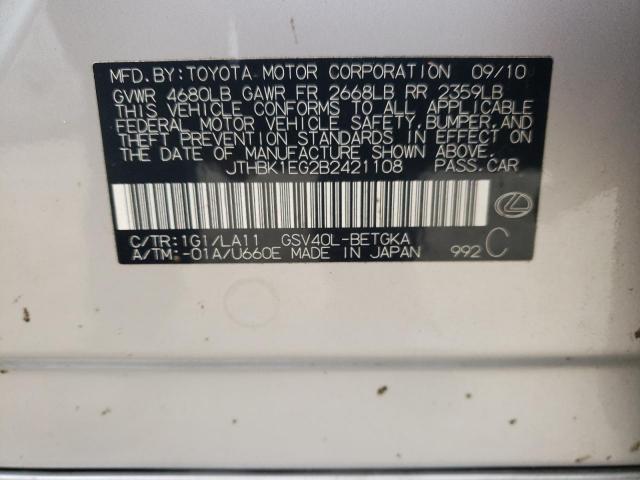 MFD. BY: TOYOTA MOTOR CORPORATION 09/10
GVWR 4680LB GAWR FR 2668LB RR 2359LB
THIS VEHICLE CONFORMS TO ALL APPLICABLE
FEDERAL MOTOR VEHICLE SAFETY, BUMPER, AND
THEFT PREVENTION STANDARDS IN EFFECT ON
THE DATE OF MANUFACTURE SHOWN ABOVE.
JTHBK1EG2B2421108 PASS. CAR
C/TR: 1G1/LA11 GSV40L-BETGKA
A/TM: -01A/U660E MADE IN JAPAN 992 C